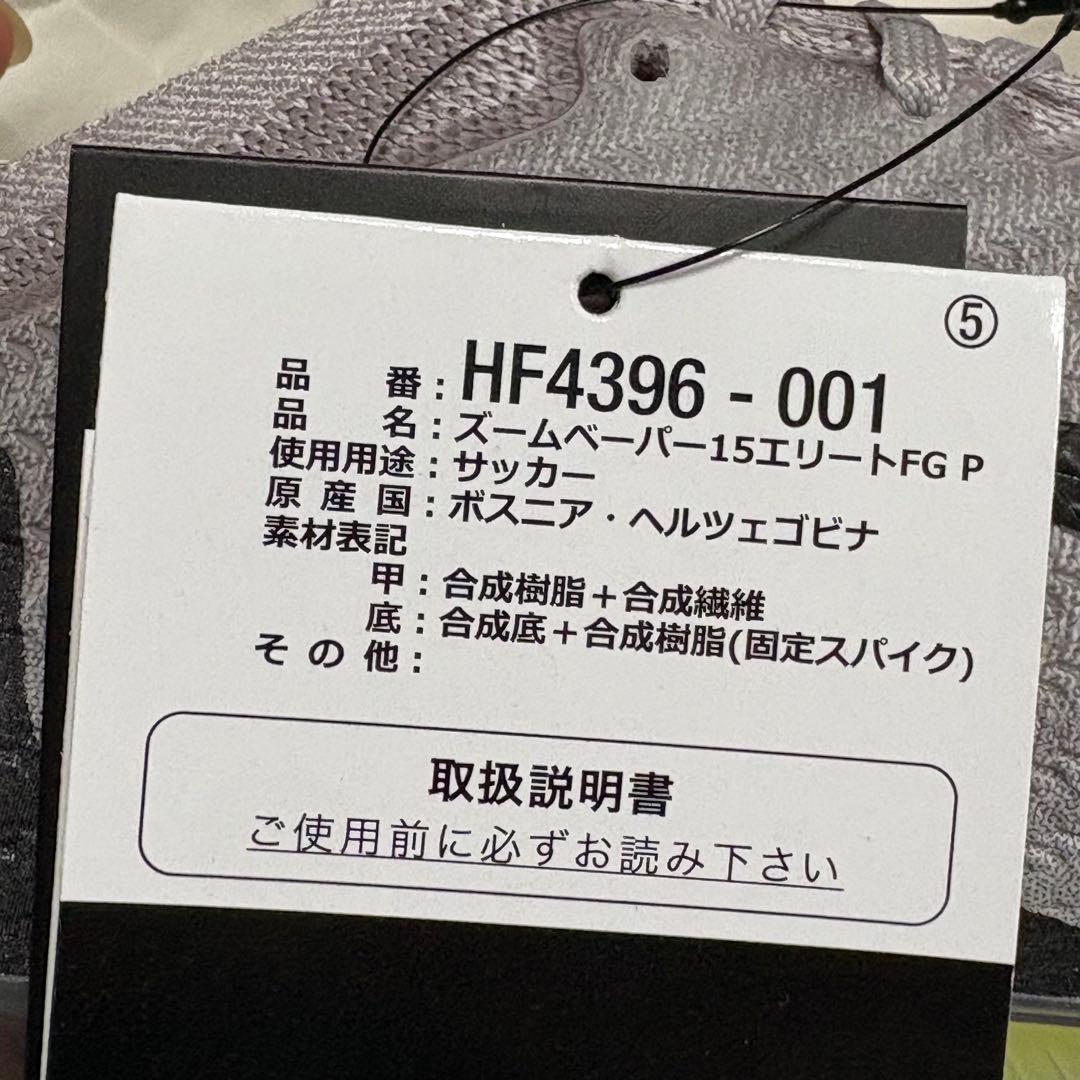 ⑤
品番：HF4396 - 001
品名：ズームベーパー15エリートFG P
使用用途：サッカー
原産国：ボスニア・ヘルツェゴビナ
素材表記
甲：合成樹脂＋合成繊維
底：合成底＋合成樹脂(固定スパイク)
その他：
取扱説明書
ご使用前に必ずお読み下さい